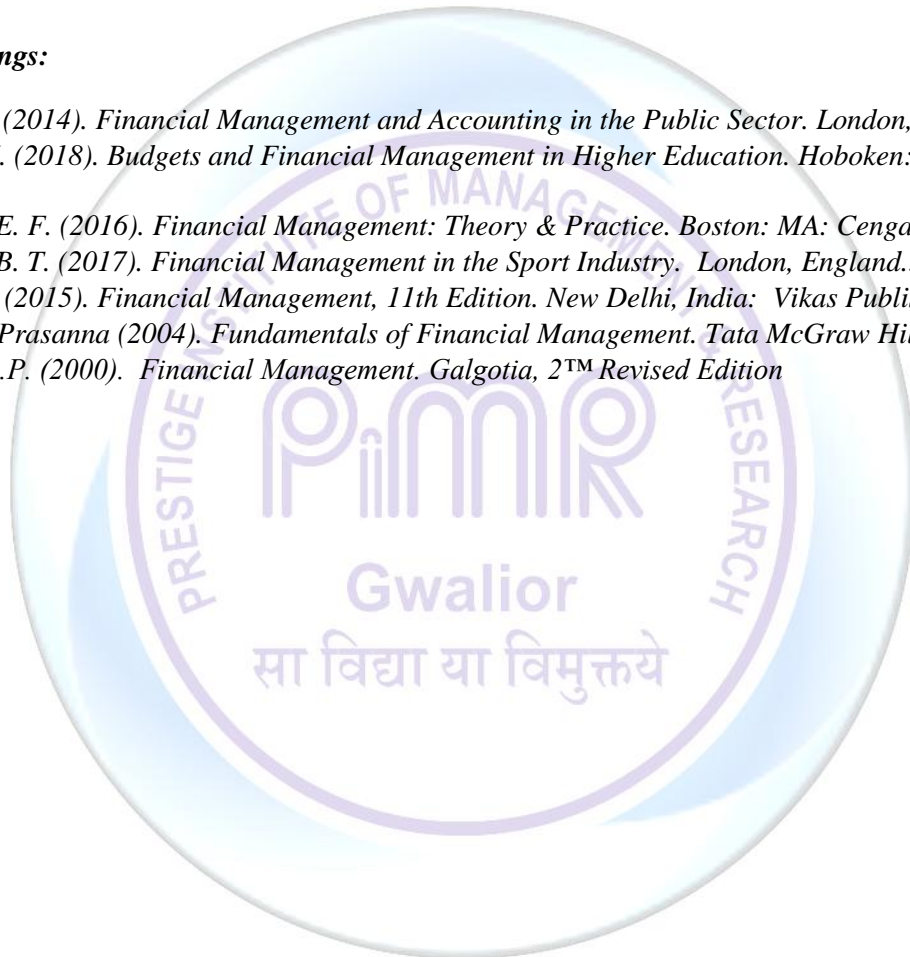 ngs:
(2014). Financial Management and Accounting in the Public Sector. London,
. (2018). Budgets and Financial Management in Higher Education. Hoboken:
E. F. (2016). Financial Management: Theory & Practice. Boston: MA: Cenga
B. T. (2017). Financial Management in the Sport Industry. London, England..
(2015). Financial Management, 11th Edition. New Delhi, India: Vikas Publi
Prasanna (2004). Fundamentals of Financial Management. Tata McGraw Hil
.P. (2000). Financial Management. Galgotia, 2™ Revised Edition
PRESTIGE INSTITUTE OF MANAGEMENT & RESEARCH
PiMR
Gwalior
सा विद्या या विमुक्तये